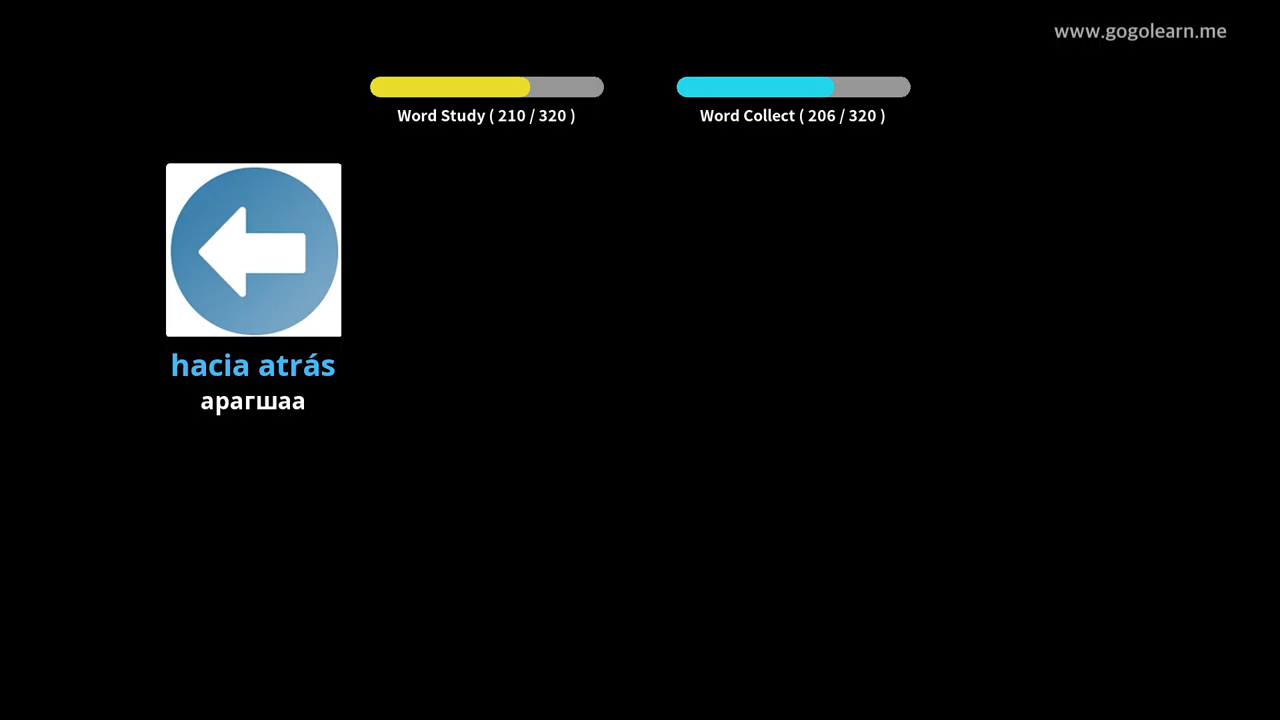 www.gogolearn.me
Word Study ( 210 / 320 )
Word Collect ( 206 / 320 )
hacia atrás
арагшаа